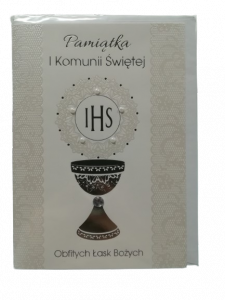 Pamiątka
I Komunii Świętej
IHS
Obfitych Łask Bożych